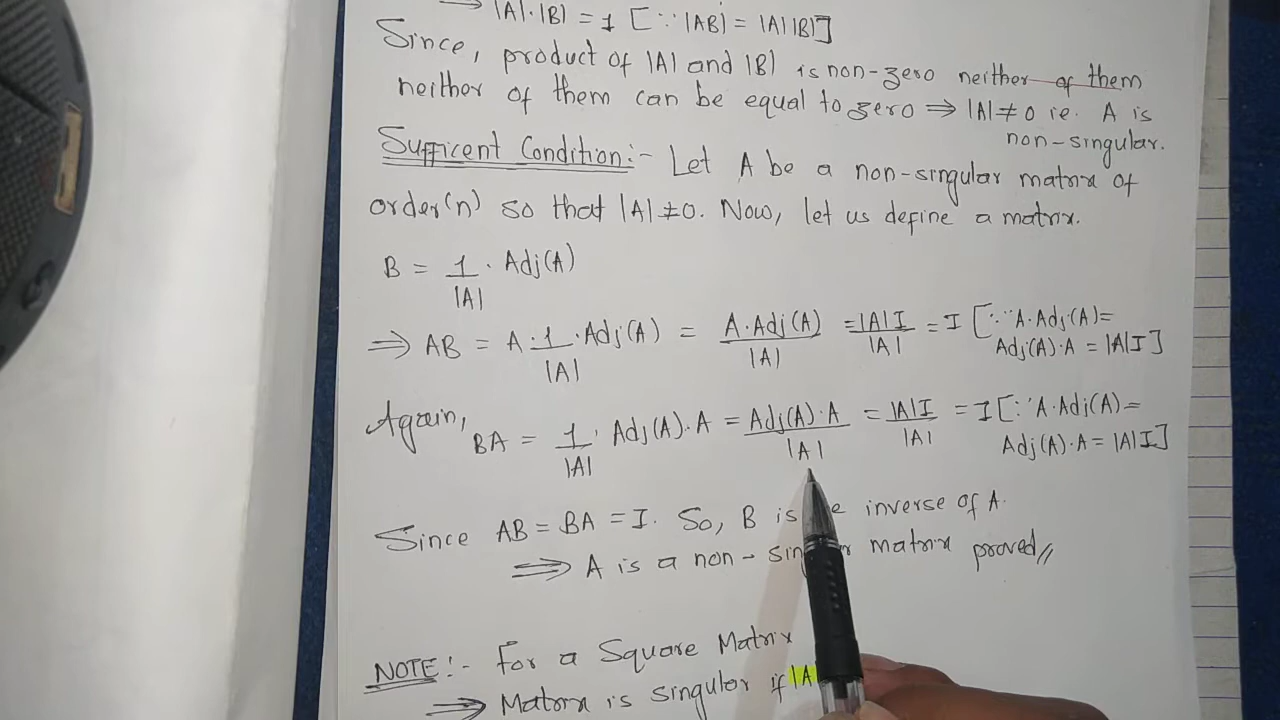 ⇒ |A|·|B| = 1 [∵ |AB| = |A||B|]
Since, product of |A| and |B| is non-zero neither of them
neither of them can be equal to zero ⇒ |A| ≠ 0 ie. A is
non-singular.
Sufficent Condition:- Let A be a non-singular matrix of
order(n) so that |A| ≠ 0. Now, let us define a matrix.
B = 1/|A| · Adj(A)
⇒ AB = A · 1/|A| · Adj(A) = A·Adj(A)/|A| = |A|I/|A| = I [∵ A·Adj(A) =
Adj(A)·A = |A|I]
Again, BA = 1/|A| · Adj(A)·A = Adj(A)·A/|A| = |A|I/|A| = I [∵ A·Adj(A) =
Adj(A)·A = |A|I]
Since AB = BA = I. So, B is inverse of A.
⇒ A is a non-singular matrix proved//
NOTE:- For a Square Matrix
⇒ Matrix is singular if |A|